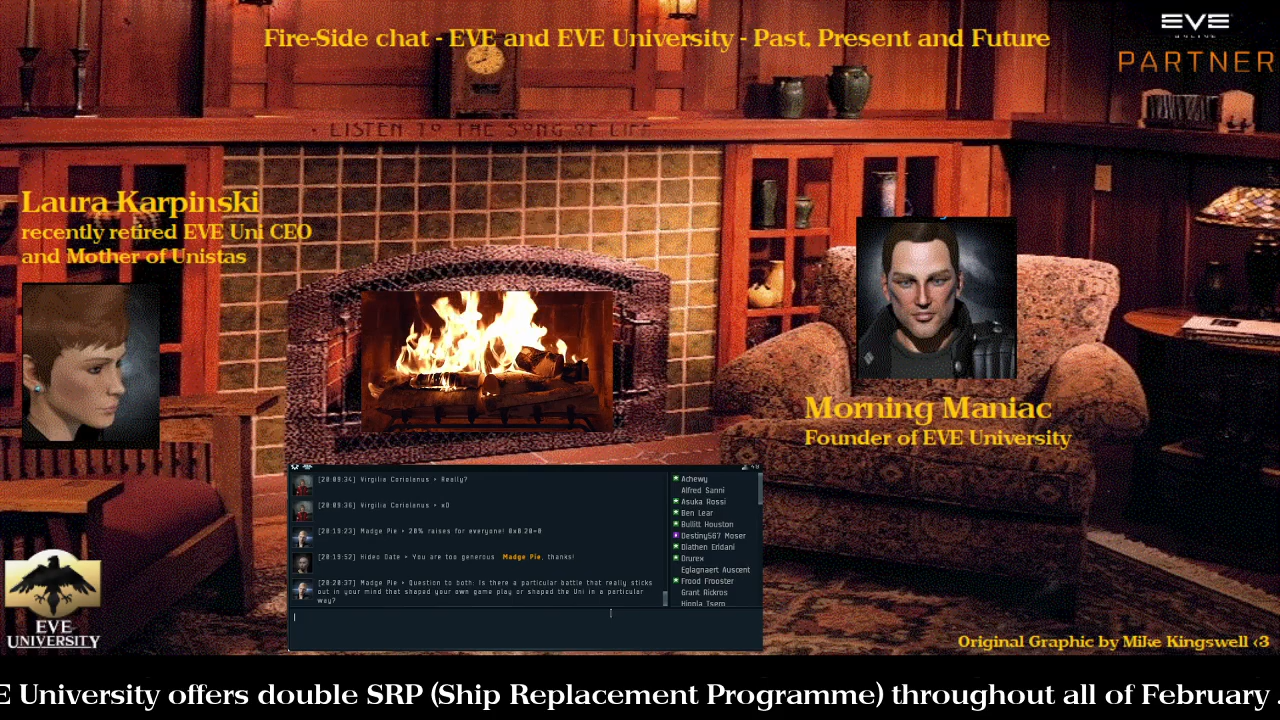 Fire-Side chat - EVE and EVE University - Past, Present and Future
EVE
ONLINE
PARTNER
LISTEN TO THE SONG OF LIFE
Laura Karpinski
recently retired EVE Uni CEO
and Mother of Unistas
Morning Maniac
Founder of EVE University
[20:09:34] Virgilia Coriolanus > Really?
[20:09:36] Virgilia Coriolanus > xD
[20:19:23] Madge Pie > 20% raises for everyone! 0x0.20=0
[20:19:52] Hideo Date > You are too generous Madge Pie, thanks!
[20:20:37] Madge Pie > Question to both: Is there a particular battle that really sticks
out in your mind that shaped your own game play or shaped the Uni in a particular
way?
Achewy
Alfred Sanni
Asuka Rossi
Ben Lear
Bullitt Houston
Destiny567 Moser
Diathen Eridani
Drurex
Eglagnaert Auscent
Frood Frooster
Grant Rickros
EVE
UNIVERSITY
Original Graphic by Mike Kingswell <3
E University offers double SRP (Ship Replacement Programme) throughout all of February